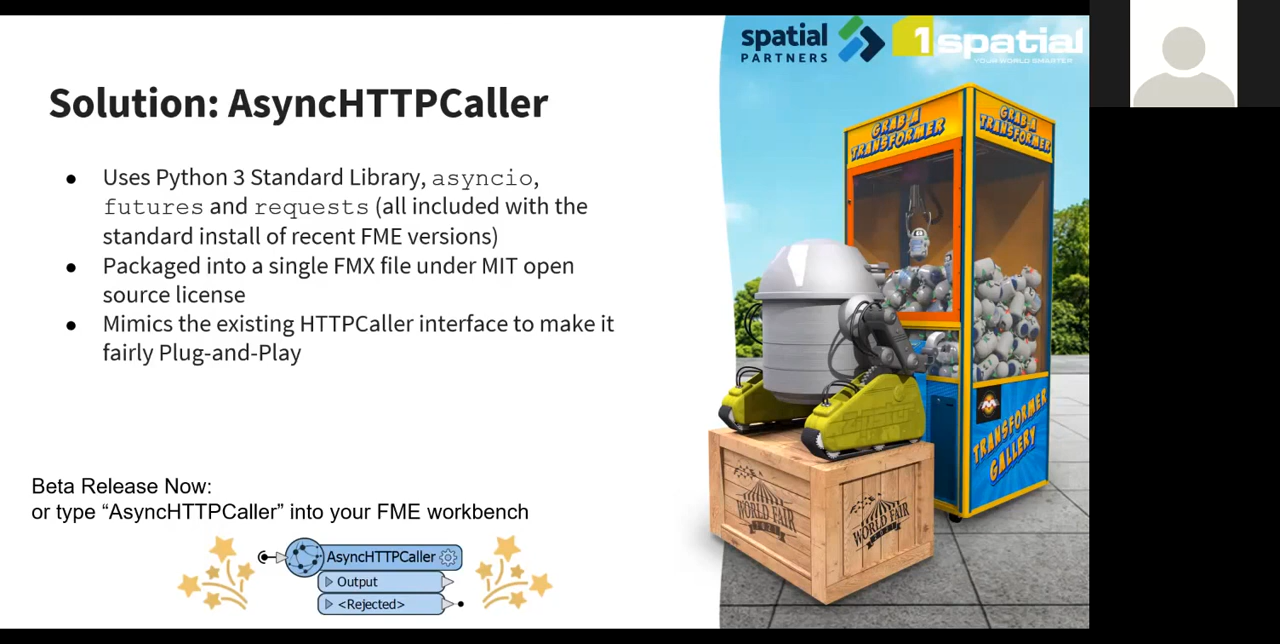 spatial
PARTNERS
1spatial
YOUR WORLD SMARTER
Solution: AsyncHTTPCaller
● Uses Python 3 Standard Library, asyncio,
futures and requests (all included with the
standard install of recent FME versions)
● Packaged into a single FMX file under MIT open
source license
● Mimics the existing HTTPCaller interface to make it
fairly Plug-and-Play
GRAB A
TRANSFORMER
GRAB A
TRANSFORMER
TRANSFORMER
GALLERY
WORLD FAIR
WORLD FAIR
Beta Release Now:
or type “AsyncHTTPCaller” into your FME workbench
AsyncHTTPCaller
Output
<Rejected>